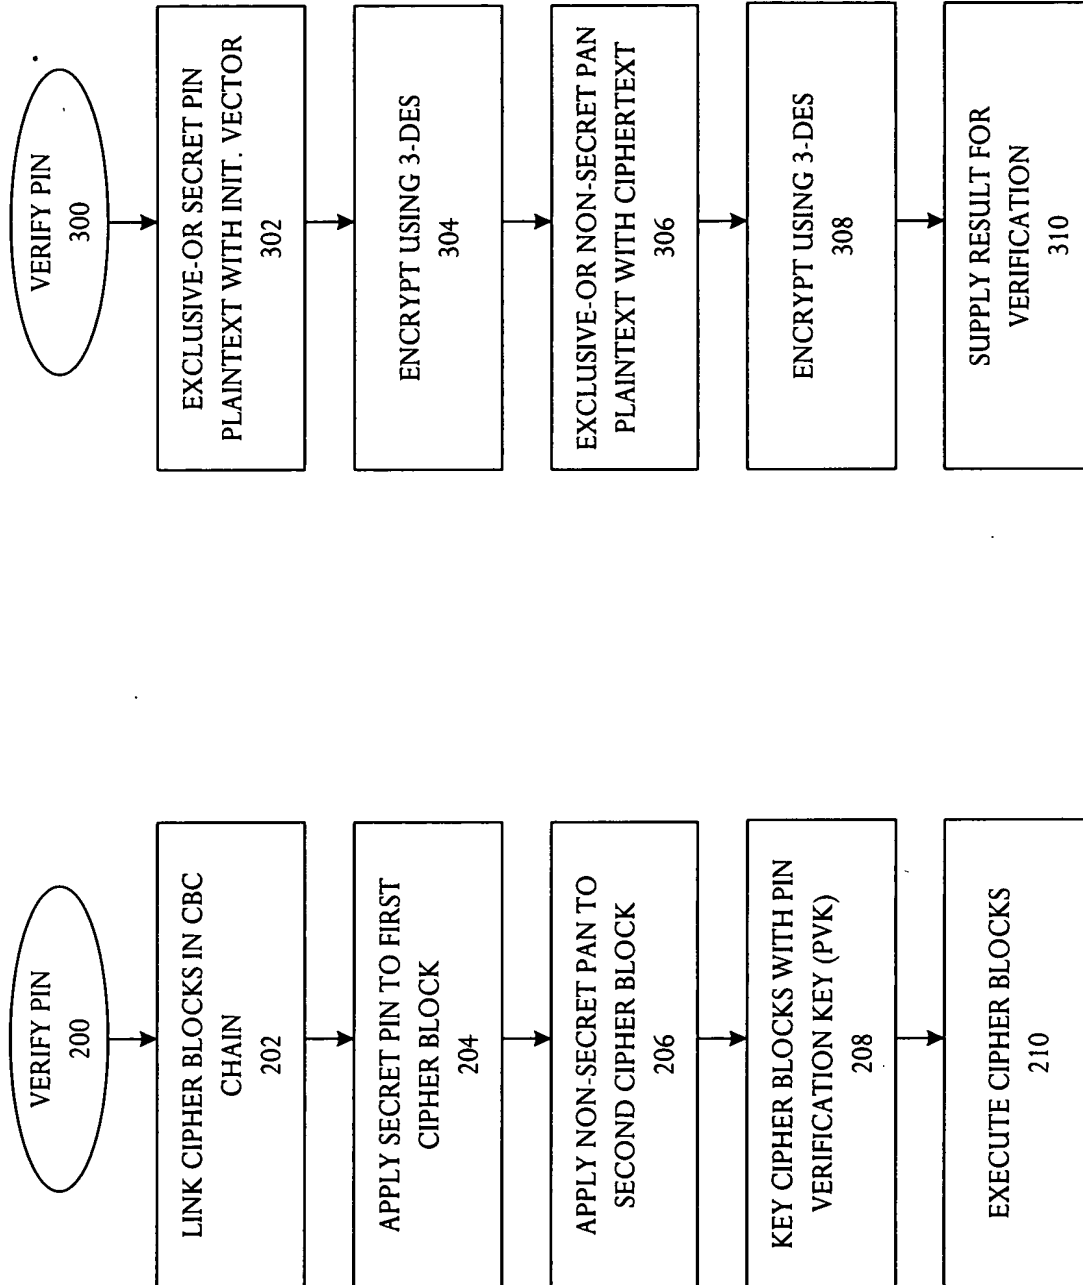 VERIFY PIN
200
LINK CIPHER BLOCKS IN CBC
CHAIN
202
APPLY SECRET PIN TO FIRST
CIPHER BLOCK
204
APPLY NON-SECRET PAN TO
SECOND CIPHER BLOCK
206
KEY CIPHER BLOCKS WITH PIN
VERIFICATION KEY (PVK)
208
EXECUTE CIPHER BLOCKS
210
VERIFY PIN
300
EXCLUSIVE-OR SECRET PIN
PLAINTEXT WITH INIT. VECTOR
302
ENCRYPT USING 3-DES
304
EXCLUSIVE-OR NON-SECRET PAN
PLAINTEXT WITH CIPHERTEXT
306
ENCRYPT USING 3-DES
308
SUPPLY RESULT FOR
VERIFICATION
310